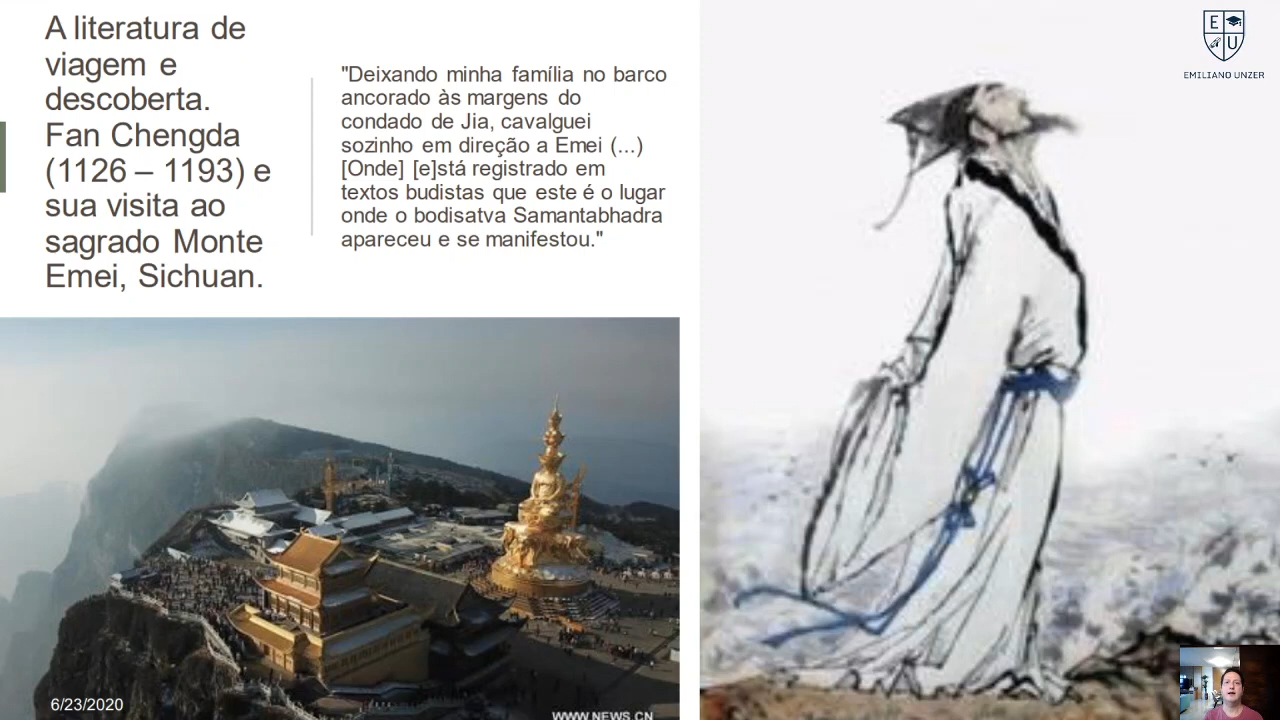 A literatura de
viagem e
descoberta.
Fan Chengda
(1126 – 1193) e
sua visita ao
sagrado Monte
Emei, Sichuan.
"Deixando minha família no barco
ancorado às margens do
condado de Jia, cavalguei
sozinho em direção a Emei (...)
[Onde] [e]stá registrado em
textos budistas que este é o lugar
onde o bodisatva Samantabhadra
apareceu e se manifestou."
E
U
EMILIANO UNZER
6/23/2020
WWW.NEWS.CN